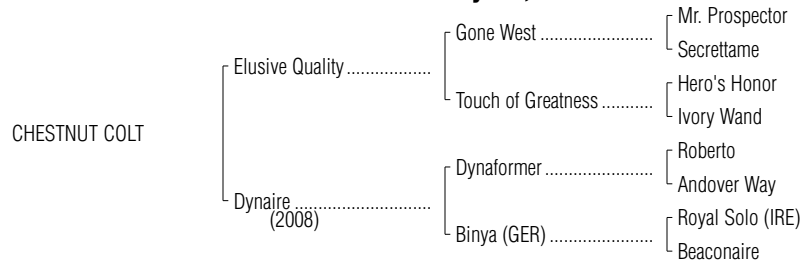 Mr. Prospector
Gone West ........................
Secrettame
Elusive Quality ..................
Hero's Honor
Touch of Greatness ...........
Ivory Wand
CHESTNUT COLT
Roberto
Dynaformer .......................
Andover Way
Dynaire .............................
(2008)
Royal Solo (IRE)
Binya (GER) ......................
Beaconaire